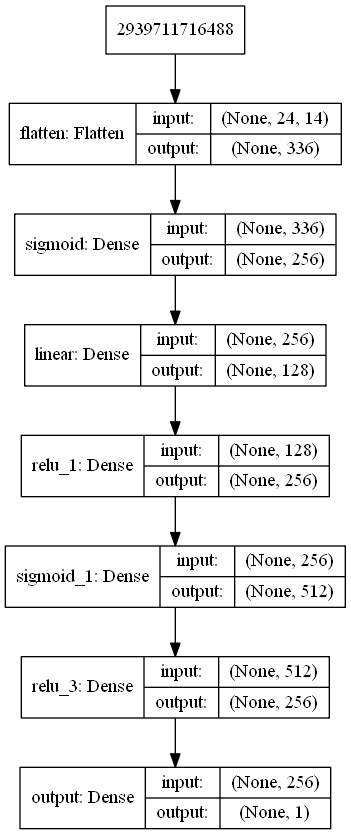 2939711716488
flatten: Flatten
input: (None, 24, 14)
output: (None, 336)
sigmoid: Dense
input: (None, 336)
output: (None, 256)
linear: Dense
input: (None, 256)
output: (None, 128)
relu_1: Dense
input: (None, 128)
output: (None, 256)
sigmoid_1: Dense
input: (None, 256)
output: (None, 512)
relu_3: Dense
input: (None, 512)
output: (None, 256)
output: Dense
input: (None, 256)
output: (None, 1)